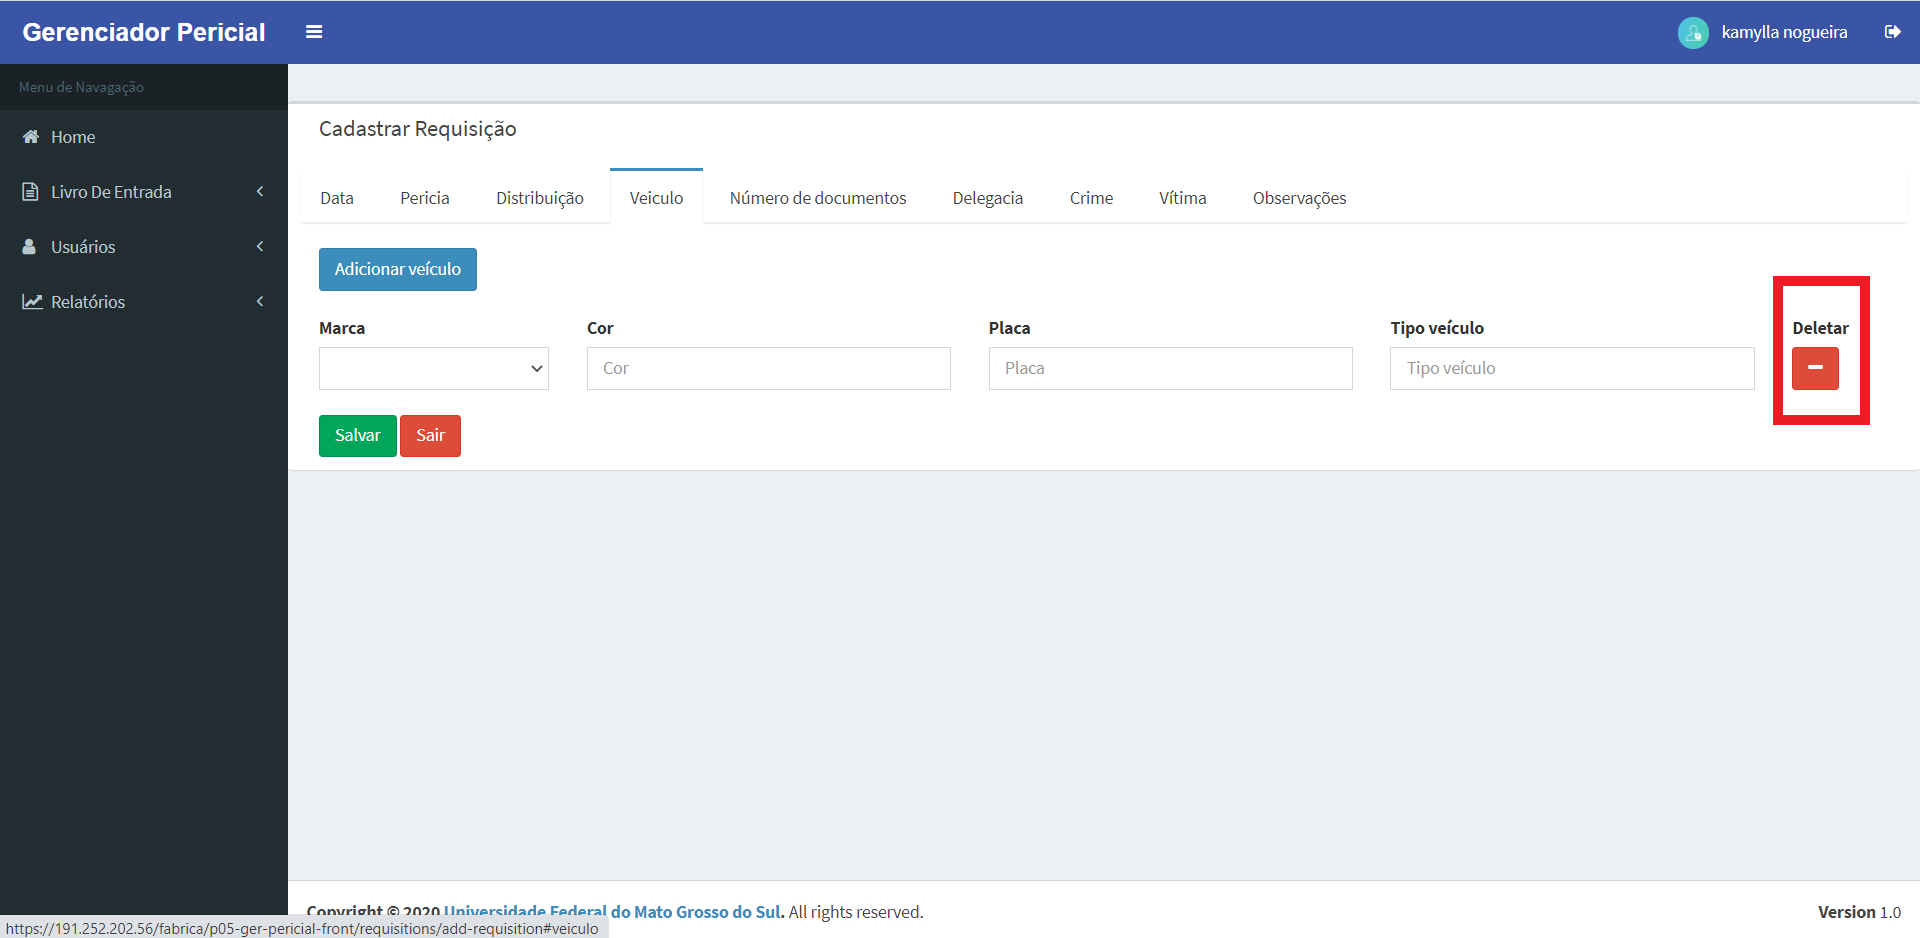 Gerenciador Pericial
kamylla nogueira
Menu de Navagação
Home
Livro De Entrada
Usuários
Relatórios
Cadastrar Requisição
Data Pericia Distribuição Veiculo Número de documentos Delegacia Crime Vítima Observações
Adicionar veículo
Marca Cor Placa Tipo veículo Deletar
Cor Placa Tipo veículo
Salvar Sair
Copyright © 2020 Universidade Federal do Mato Grosso do Sul. All rights reserved.
Version 1.0
https://191.252.202.56/fabrica/p05-ger-pericial-front/requisitions/add-requisition#veiculo